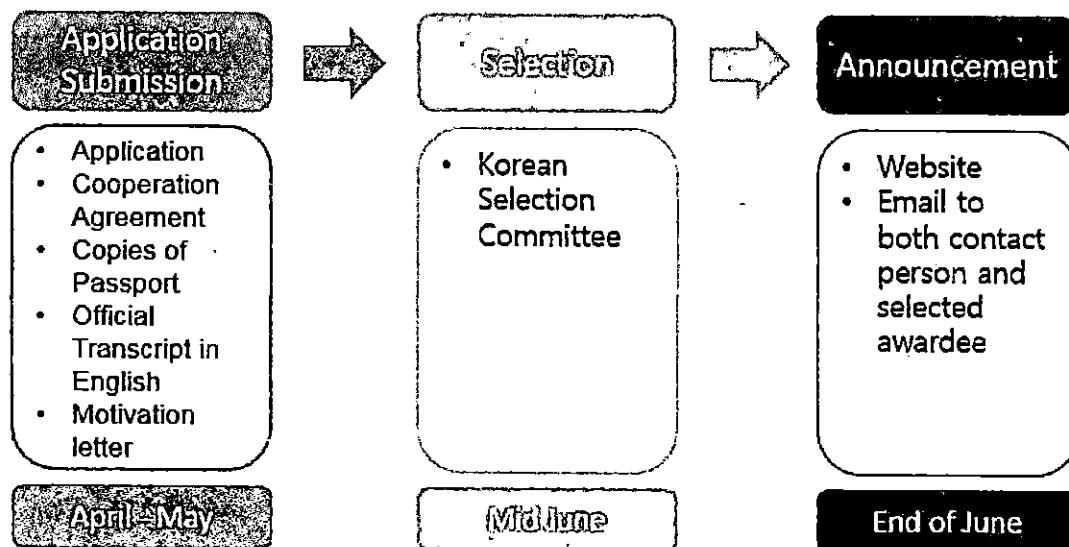 Application
Submission
Selection
Announcement
• Application
• Cooperation
Agreement
• Copies of
Passport
• Official
Transcript in
English
• Motivation
letter
• Korean
Selection
Committee
• Website
• Email to
both contact
person and
selected
awardee
April – May
Mid June
End of June